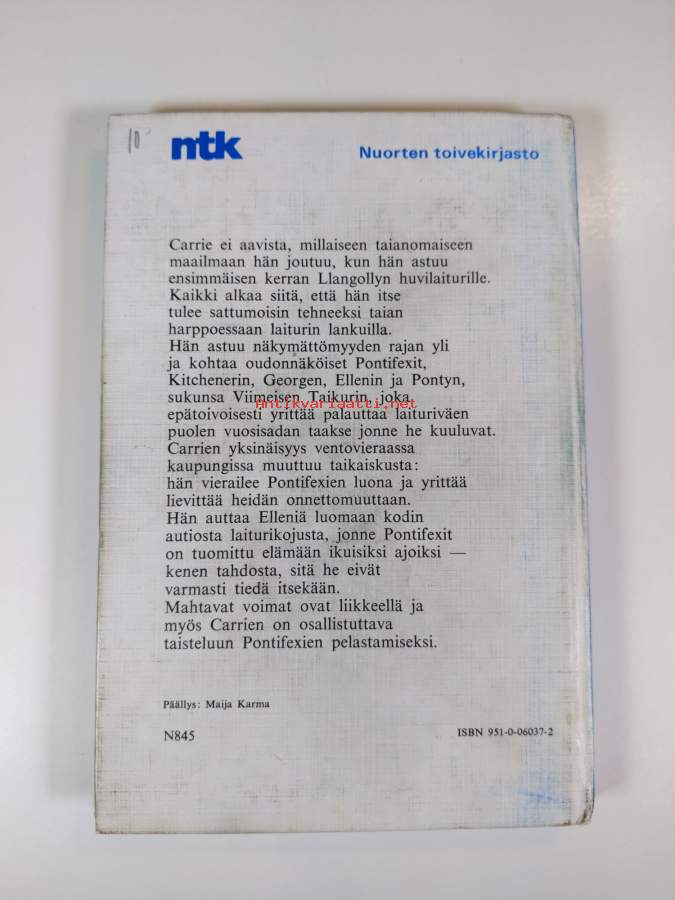 10
ntk
Nuorten toivekirjasto
Carrie ei aavista, millaiseen taianomaiseen
maailmaan hän joutuu, kun hän astuu
ensimmäisen kerran Llangollyn huvilaiturille.
Kaikki alkaa siitä, että hän itse
tulee sattumoisin tehneeksi taian
harppoessaan laiturin lankuilla.
Hän astuu näkymättömyyden rajan yli
ja kohtaa oudonnäköiset Pontifexit,
Kitchenerin, Georgen, Ellenin ja Pontyn,
sukunsa Viimeisen Taikurin, joka
antikvariaatti.net
epätoivoisesti yrittää palauttaa laituriväen
puolen vuosisadan taakse jonne he kuuluvat.
Carrien yksinäisyys ventovieraassa
kaupungissa muuttuu taikaiskusta:
hän vierailee Pontifexien luona ja yrittää
lievittää heidän onnettomuuttaan.
Hän auttaa Elleniä luomaan kodin
autiosta laiturikojusta, jonne Pontifexit
on tuomittu elämään ikuisiksi ajoiksi —
kenen tahdosta, sitä he eivät
varmasti tiedä itsekään.
Mahtavat voimat ovat liikkeellä ja
myös Carrien on osallistuttava
taisteluun Pontifexien pelastamiseksi.
Päällys: Maija Karma
N845
ISBN 951-0-06037-2